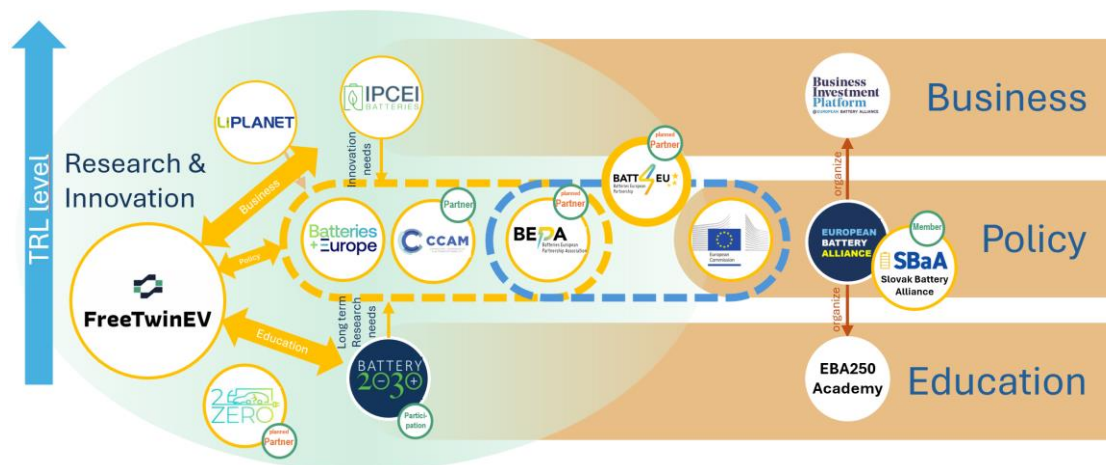 TRL level
Research &
Innovation
LiPLANET
IPCEI
BATTERIES
Innovation
needs
Business
Policy
Education
FreeTwinEV
Batteries
+Europe
Partner
CCAM
planned
Partner
BEPA
Batteries European
Partnership Association
planned
Partner
BATT4EU
Batteries European
Partnership
European
Commission
Long term
Research
needs
BATTERY
2030+
Partici-
pation
2ZERO
planned
Partner
Business
Investment
Platform
EUROPEAN BATTERY ALLIANCE
organize
EUROPEAN
BATTERY
ALLIANCE
Member
SBaA
Slovak Battery
Alliance
organize
EBA250
Academy
Business
Policy
Education